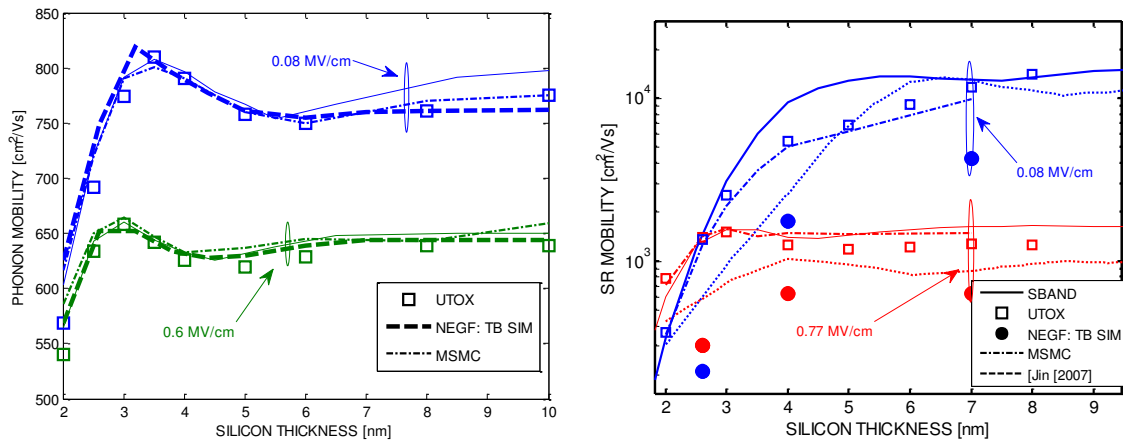 850
800
750
700
650
600
550
500
2 3 4 5 6 7 8 9 10
PHONON MOBILITY [cm²/Vs]
SILICON THICKNESS [nm]
0.08 MV/cm
0.6 MV/cm
UTOX
NEGF: TB SIM
MSMC
10⁴
10³
2 3 4 5 6 7 8 9
SR MOBILITY [cm²/Vs]
SILICON THICKNESS [nm]
0.08 MV/cm
0.77 MV/cm
SBAND
UTOX
NEGF: TB SIM
MSMC
[Jin [2007]